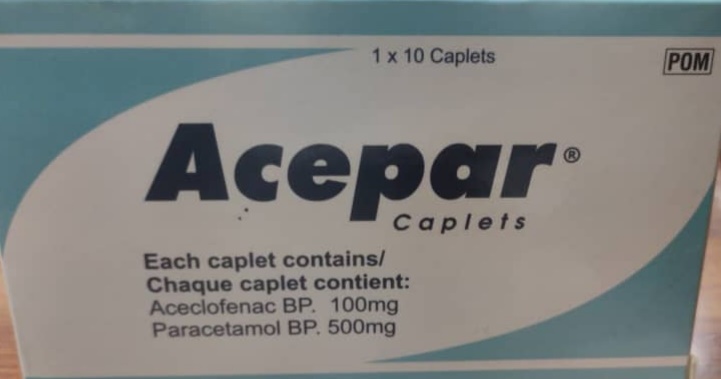 1 x 10 Caplets
POM
Acepar®
Caplets
Each caplet contains/
Chaque caplet contient:
Aceclofenac BP. 100mg
Paracetamol BP. 500mg